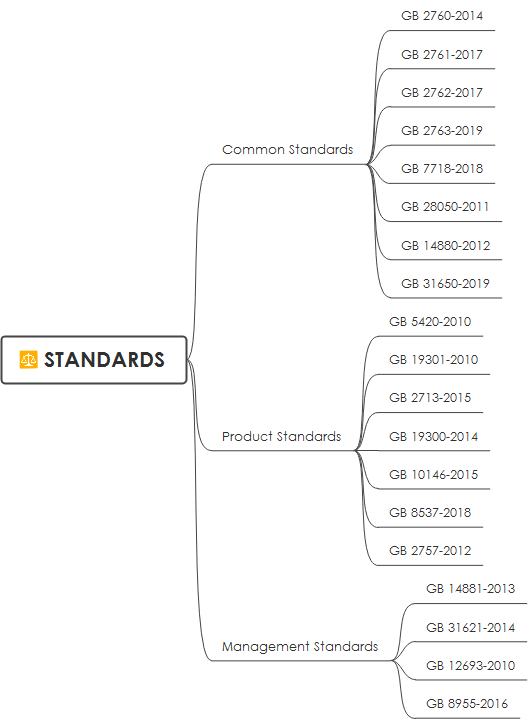 STANDARDS
Common Standards
GB 2760-2014
GB 2761-2017
GB 2762-2017
GB 2763-2019
GB 7718-2018
GB 28050-2011
GB 14880-2012
GB 31650-2019
Product Standards
GB 5420-2010
GB 19301-2010
GB 2713-2015
GB 19300-2014
GB 10146-2015
GB 8537-2018
GB 2757-2012
Management Standards
GB 14881-2013
GB 31621-2014
GB 12693-2010
GB 8955-2016